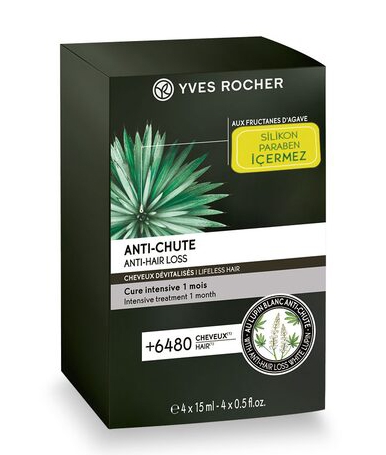 YVES ROCHER
AUX FRUCTANES D'AGAVE
SİLİKON
PARABEN
İÇERMEZ
ANTI-CHUTE
ANTI-HAIR LOSS
CHEVEUX DÉVITALISÉS | LIFELESS HAIR
Cure intensive 1 mois
Intensive treatment 1 month
+6480 CHEVEUX(1)
HAIR(1)
AU LUPIN BLANC ANTI-CHUTE
WITH ANTI-HAIR LOSS WHITE LUPIN
℮ 4 x 15 ml - 4 x 0.5 fl.oz.